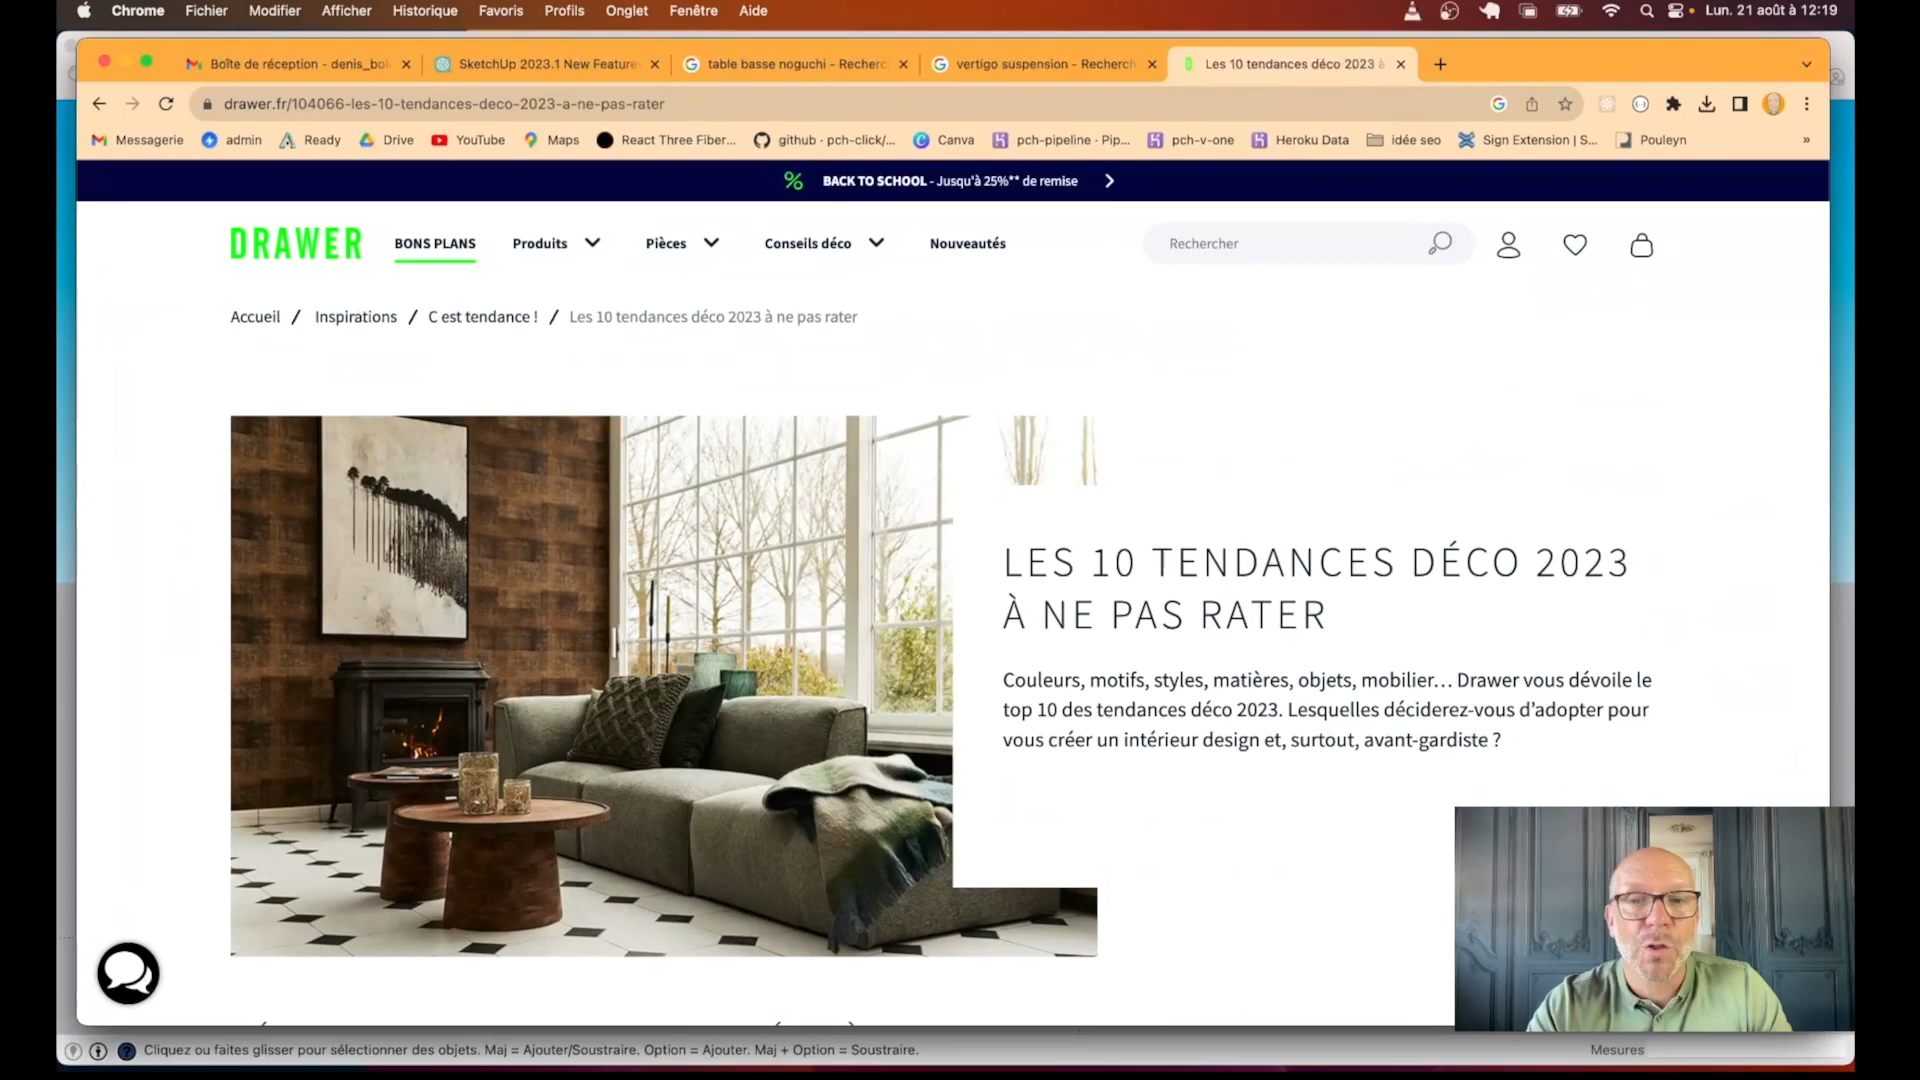 Chrome Fichier Modifier Afficher Historique Favoris Profils Onglet Fenêtre Aide Lun. 21 août à 12:19
Boîte de réception - denis_bol SketchUp 2023.1 New Feature table basse noguchi - Recherc vertigo suspension - Recherch Les 10 tendances déco 2023 à
drawer.fr/104066-les-10-tendances-deco-2023-a-ne-pas-rater
Messagerie admin Ready Drive YouTube Maps React Three Fiber... github · pch-click/... Canva pch-pipeline · Pip... pch-v-one Heroku Data idée seo Sign Extension | S... Pouleyn »
% BACK TO SCHOOL - Jusqu'à 25%** de remise
DRAWER BONS PLANS Produits Pièces Conseils déco Nouveautés Rechercher
Accueil / Inspirations / C est tendance ! / Les 10 tendances déco 2023 à ne pas rater
LES 10 TENDANCES DÉCO 2023
À NE PAS RATER
Couleurs, motifs, styles, matières, objets, mobilier… Drawer vous dévoile le
top 10 des tendances déco 2023. Lesquelles déciderez-vous d’adopter pour
vous créer un intérieur design et, surtout, avant-gardiste ?
Cliquez ou faites glisser pour sélectionner des objets. Maj = Ajouter/Soustraire. Option = Ajouter. Maj + Option = Soustraire. Mesures